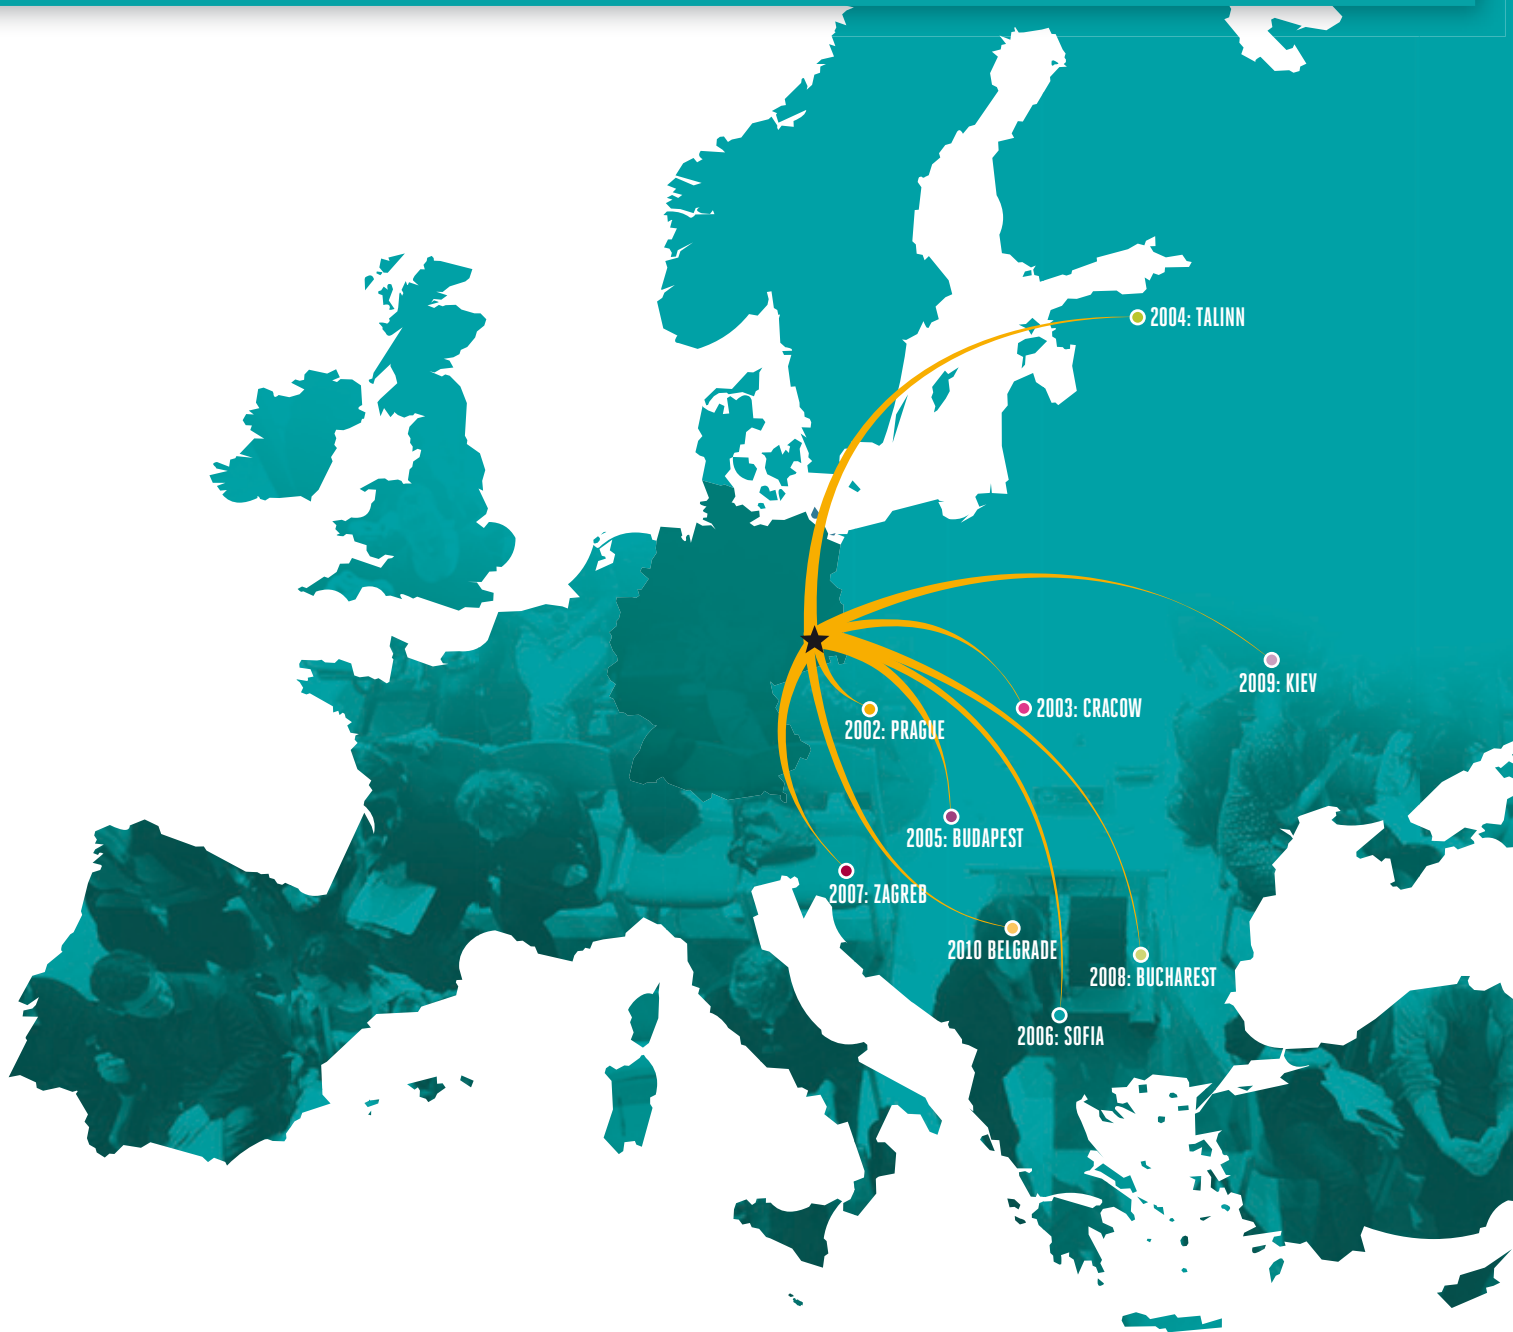 2004: TALINN
2009: KIEV
2003: CRACOW
2002: PRAGUE
2005: BUDAPEST
2007: ZAGREB
2010 BELGRADE
2008: BUCHAREST
2006: SOFIA